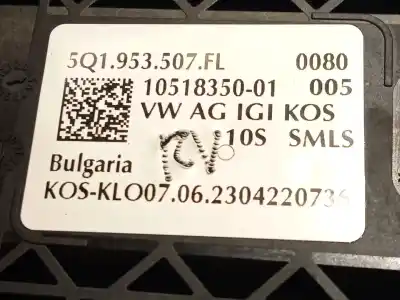 5Q1.953.507.FL 0080
10518350-01 005
VW AG IGI KOS
10S SMLS
Bulgaria
KOS-KLO07.06.2304220736